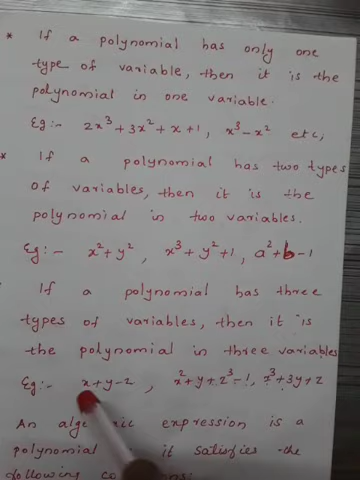 * If a polynomial has only one
type of variable, then it is the
polynomial in one variable.
Eg:- 2x³+3x²+x+1, x³-x² etc,
* If a polynomial has two types
of variables, then it is the
polynomial in two variables.
Eg:- x²+y², x³+y²+1, a²+b-1
If a polynomial has three
types of variables, then it is
the polynomial in three variables
Eg:- x+y-z, x²+y+z³-1, x³+3y+z
An expression is a
polynomial it satisfies the
following